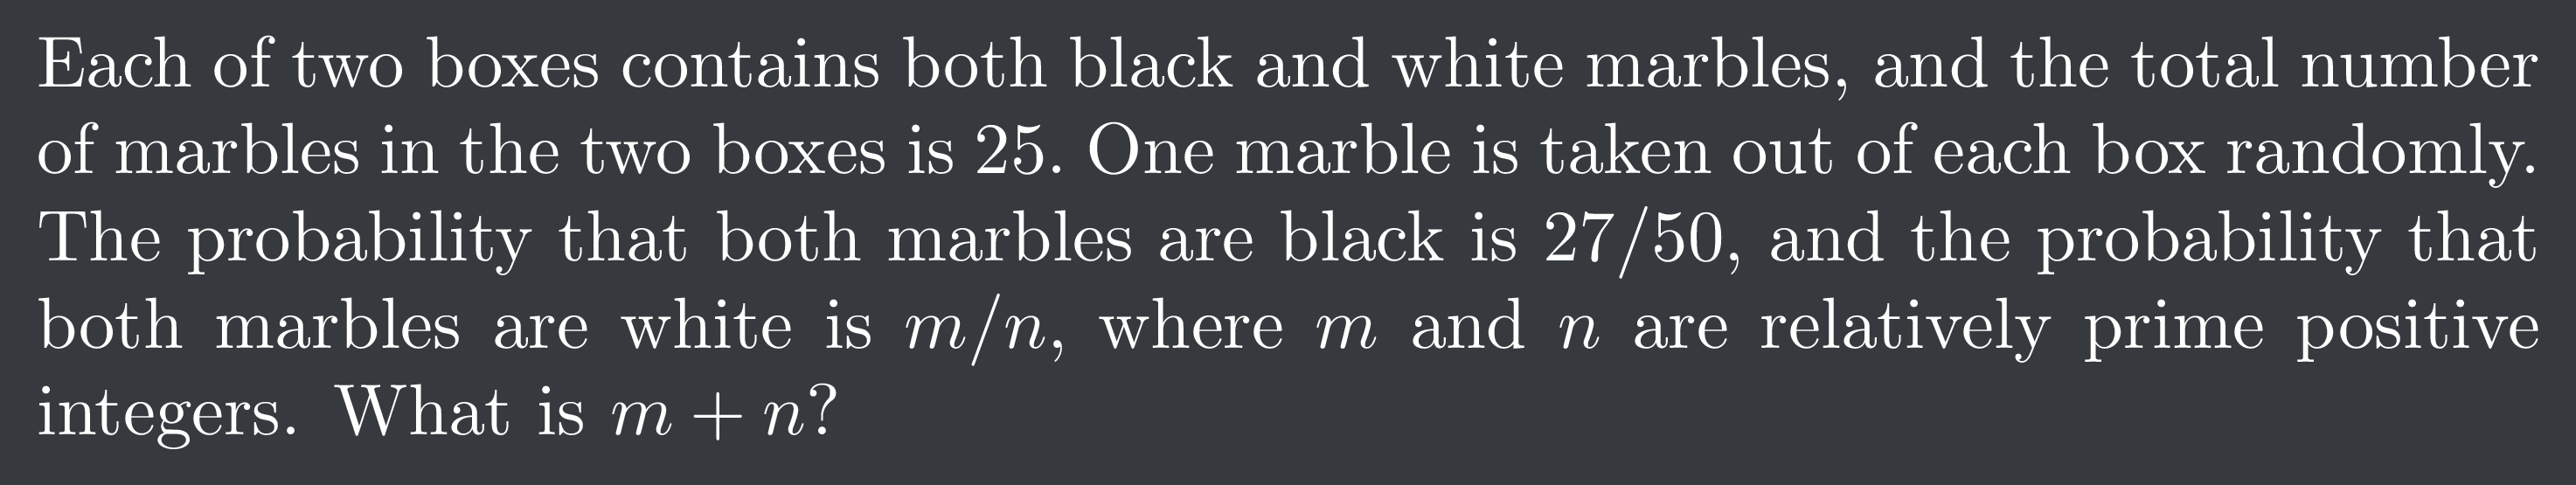 Each of two boxes contains both black and white marbles, and the total number
of marbles in the two boxes is 25. One marble is taken out of each box randomly.
The probability that both marbles are black is 27/50, and the probability that
both marbles are white is m/n, where m and n are relatively prime positive
integers. What is m + n?